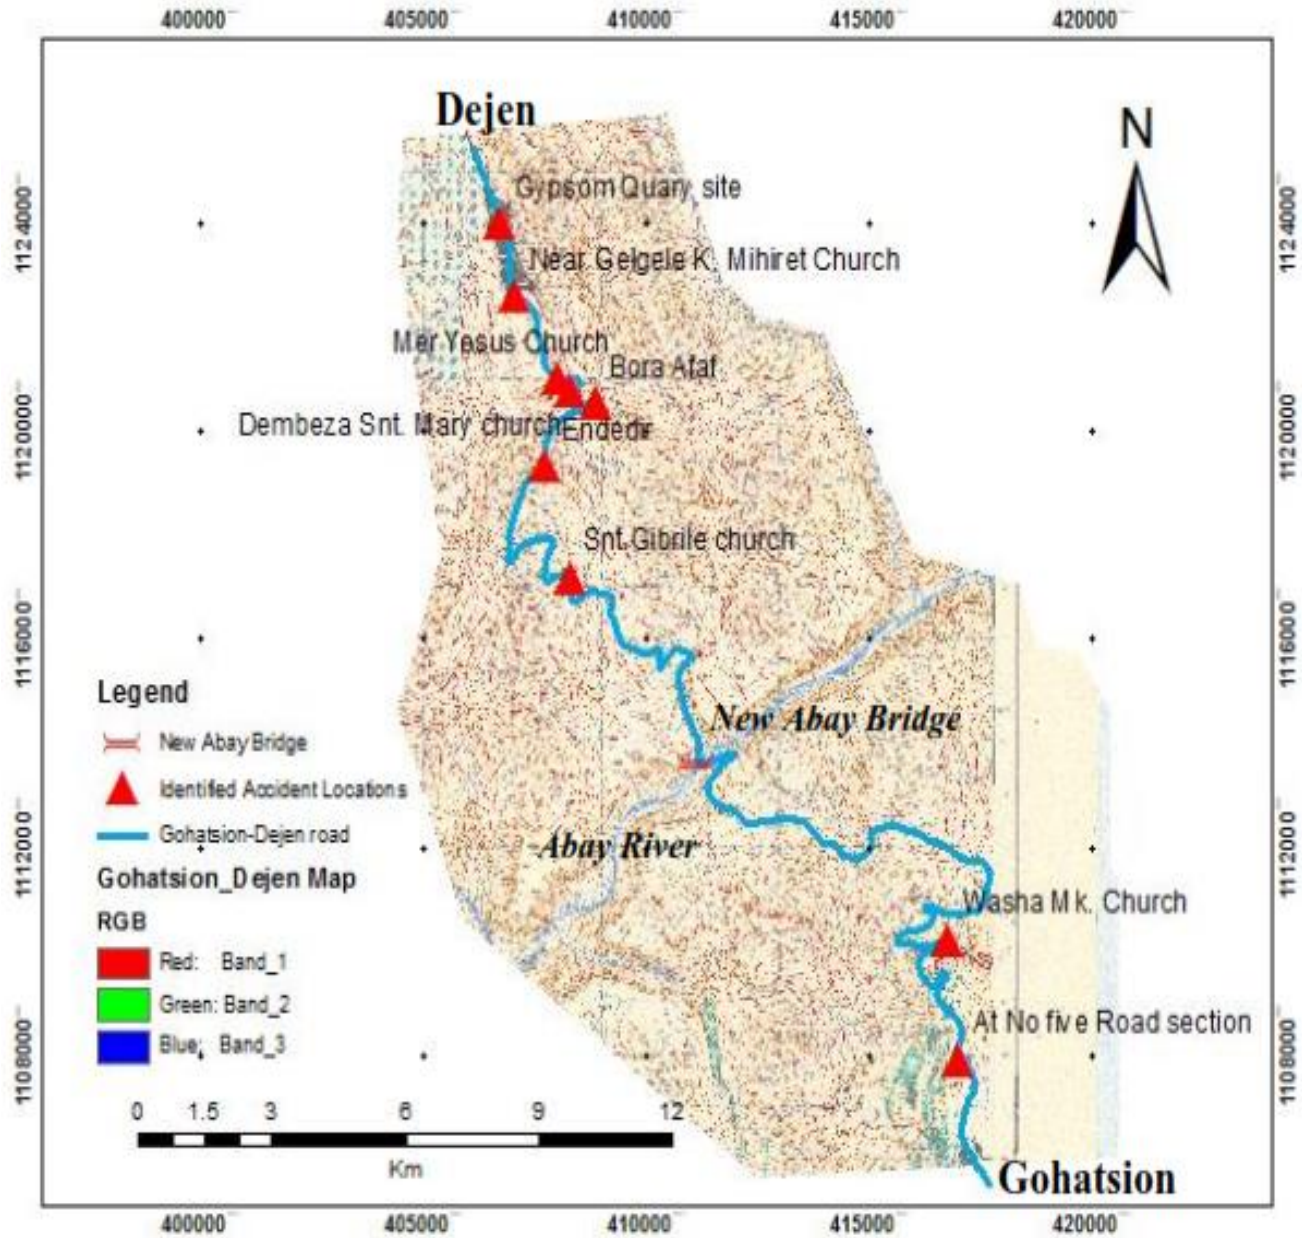 400000 405000 410000 415000 420000
Dejen
N
Gypsom Quary site
1124000 1124000
Near Gelgele K. Mihiret Church
Mer Yesus Church
Bora Afaf
1120000 1120000
Dembeza Snt. Mary church
Endedir
Snt.Gibrile church
1116000 1116000
Legend
New Abay Bridge
New Abay Bridge
Identified Accident Locations
Gohatsion-Dejen road
Abay River
1112000 1112000
Gohatsion_Dejen Map
Washa Mk. Church
RGB
Red: Band_1
Green: Band_2
At No five Road section
Blue: Band_3
1108000 1108000
0 1.5 3 6 9 12
Km
Gohatsion
400000 405000 410000 415000 420000